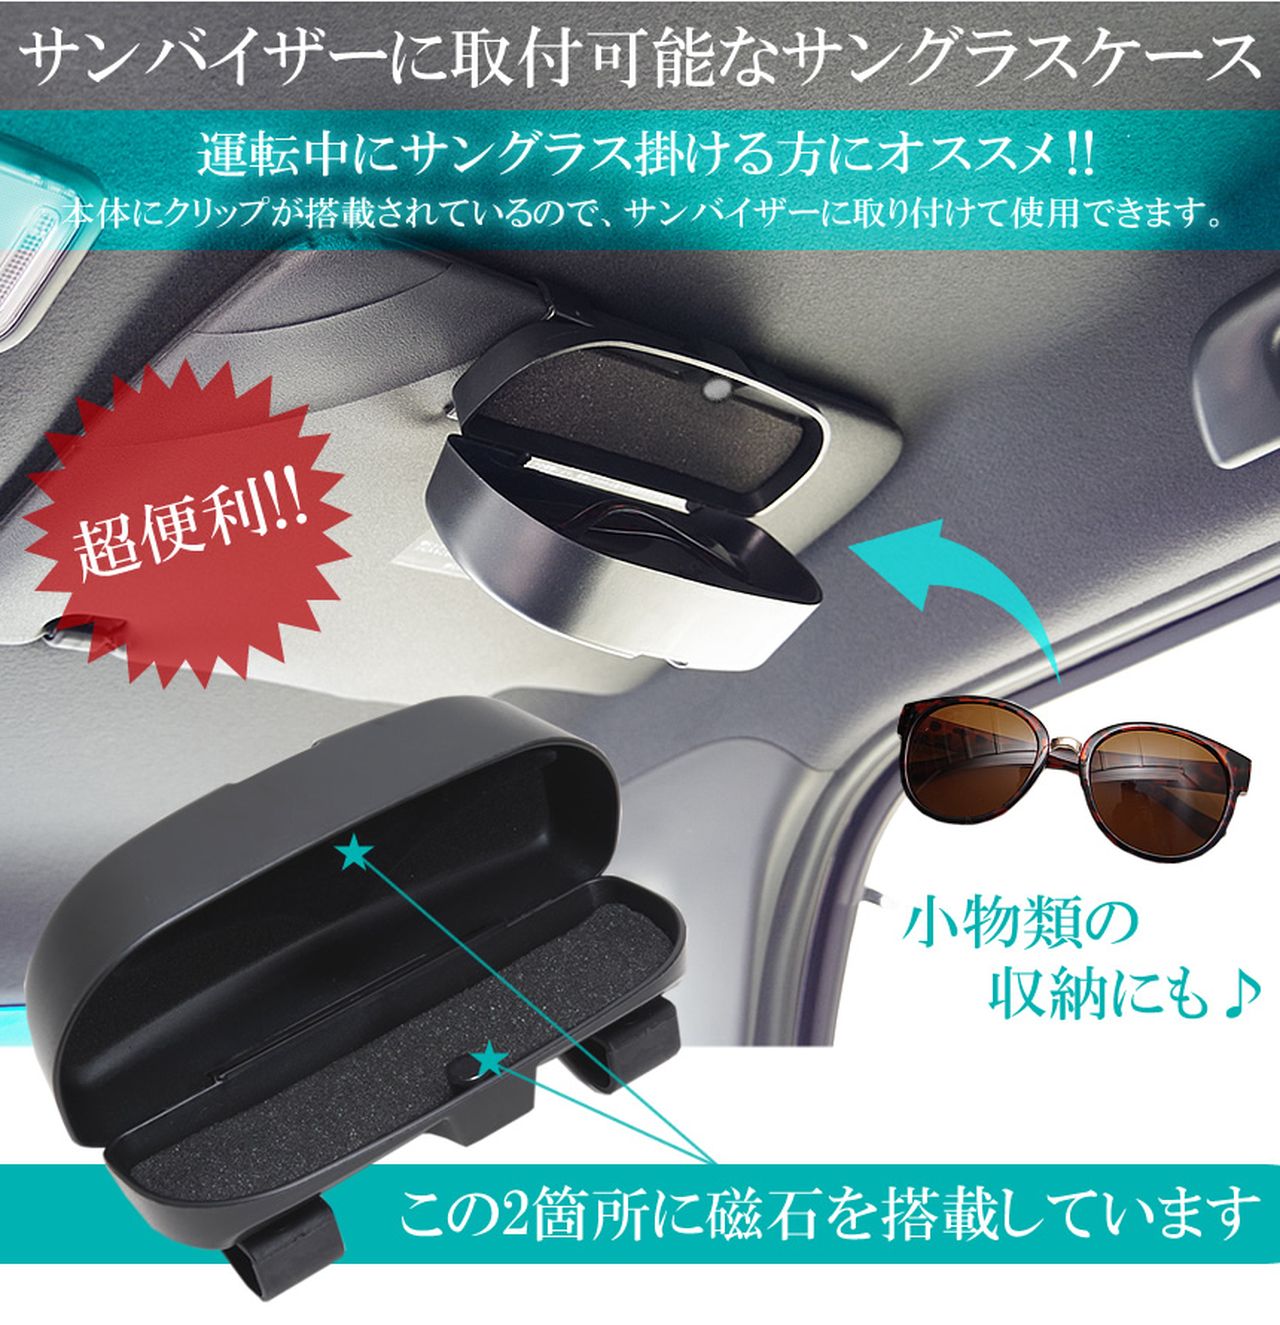 サンバイザーに取付可能なサングラスケース
運転中にサングラス掛ける方にオススメ!!
本体にクリップが搭載されているので、サンバイザーに取り付けて使用できます。
超便利!!
小物類の
収納にも♪
この2箇所に磁石を搭載しています